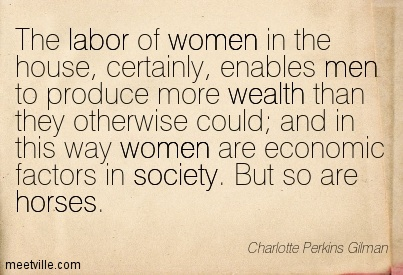 The labor of women in the
house, certainly, enables men
to produce more wealth than
they otherwise could; and in
this way women are economic
factors in society. But so are
horses.
Charlotte Perkins Gilman
meetville.com